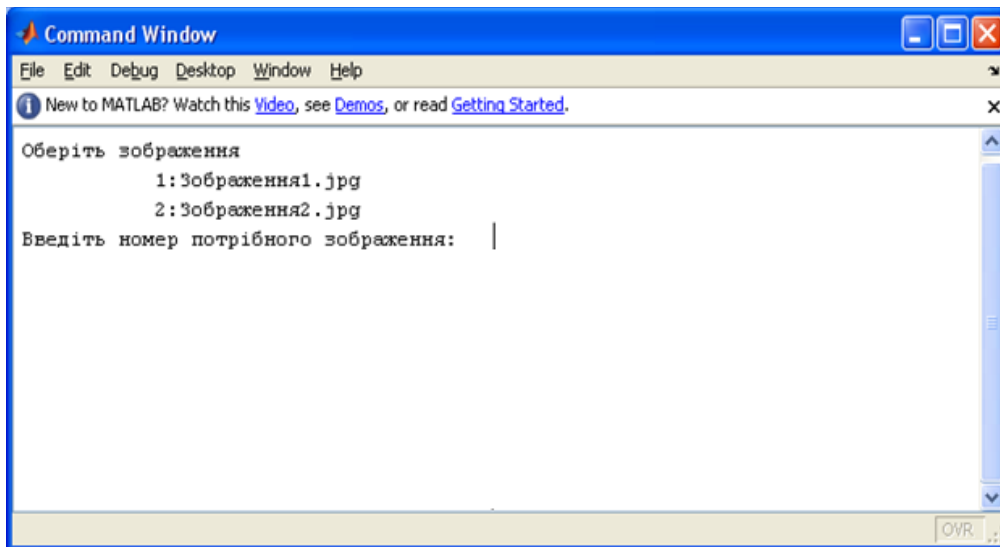 Command Window
File Edit Debug Desktop Window Help
New to MATLAB? Watch this Video, see Demos, or read Getting Started.
Оберіть зображення
1:Зображення1.jpg
2:Зображення2.jpg
Введіть номер потрібного зображення:
OVR